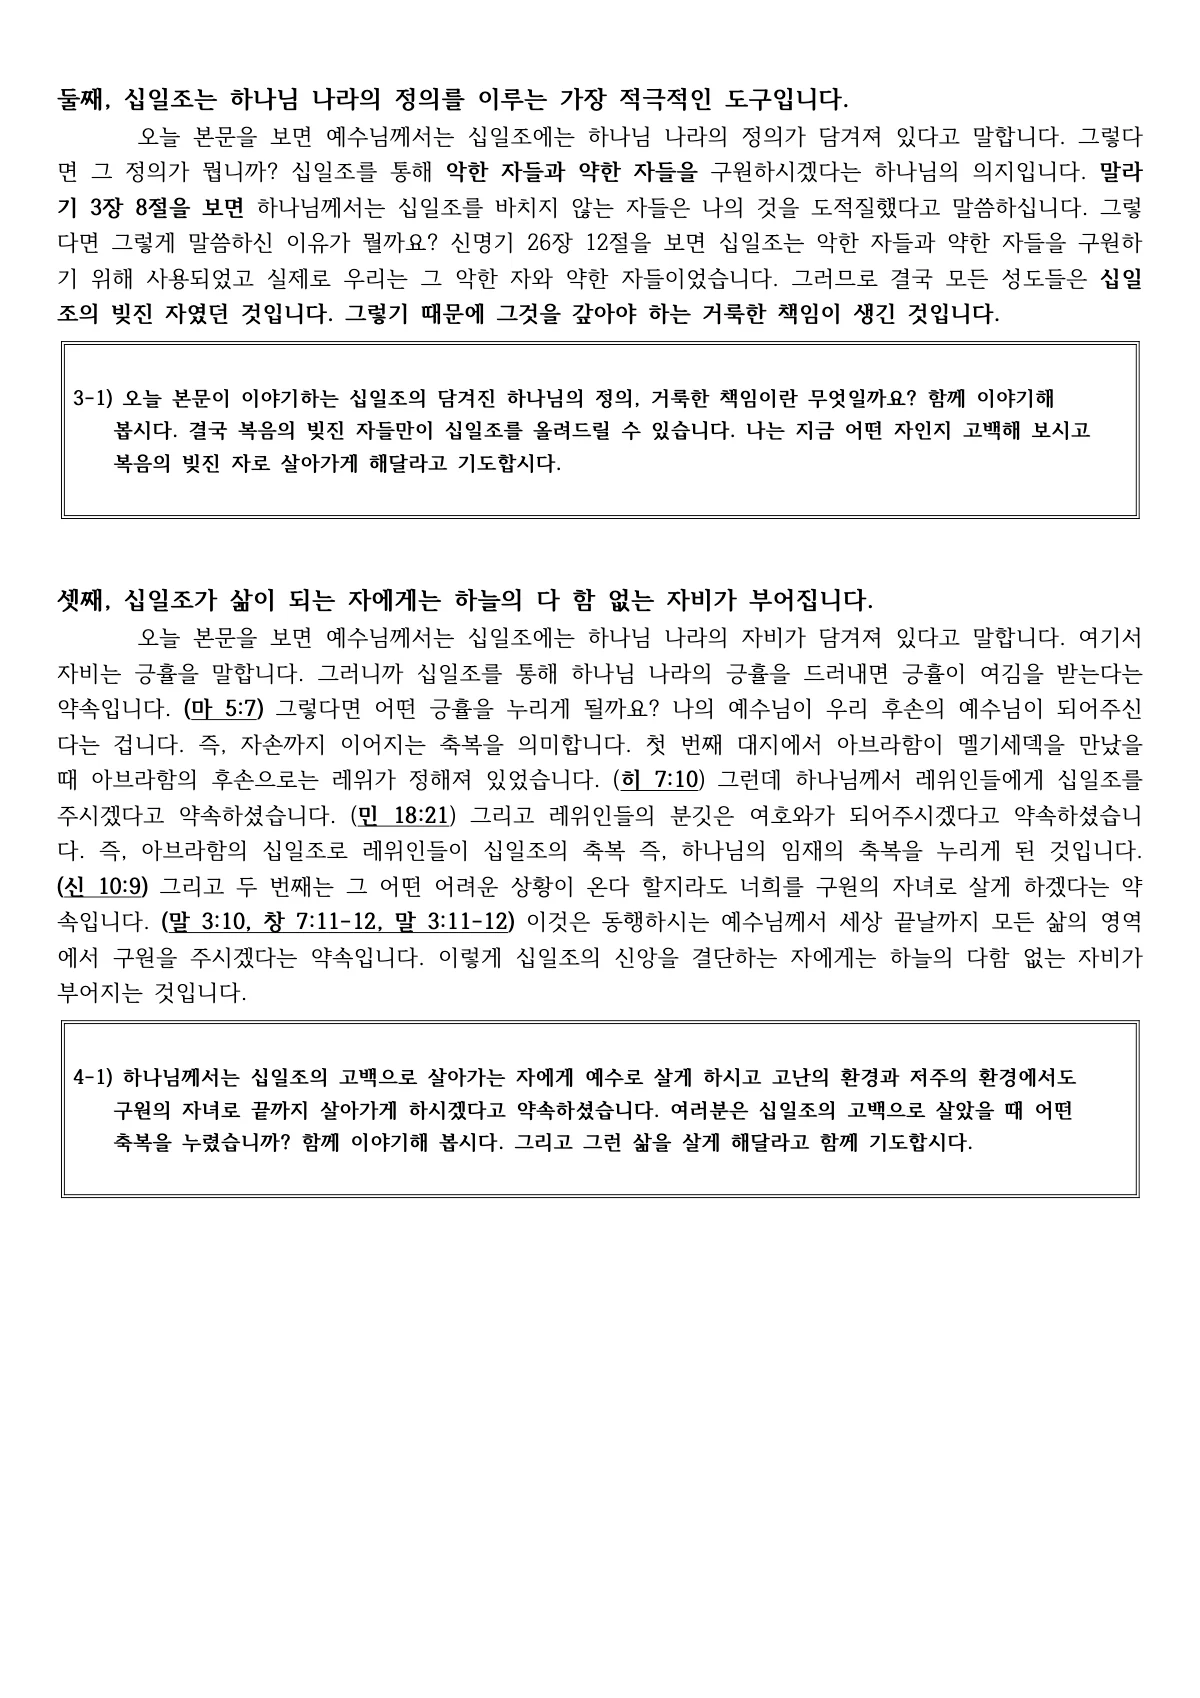 둘째, 십일조는 하나님 나라의 정의를 이루는 가장 적극적인 도구입니다.
오늘 본문을 보면 예수님께서는 십일조에는 하나님 나라의 정의가 담겨져 있다고 말합니다. 그렇다
면 그 정의가 뭡니까? 십일조를 통해 악한 자들과 약한 자들을 구원하시겠다는 하나님의 의지입니다. 말라
기 3장 8절을 보면 하나님께서는 십일조를 바치지 않는 자들은 나의 것을 도적질했다고 말씀하십니다. 그렇
다면 그렇게 말씀하신 이유가 뭘까요? 신명기 26장 12절을 보면 십일조는 악한 자들과 약한 자들을 구원하
기 위해 사용되었고 실제로 우리는 그 악한 자와 약한 자들이었습니다. 그러므로 결국 모든 성도들은 십일
조의 빚진 자였던 것입니다. 그렇기 때문에 그것을 갚아야 하는 거룩한 책임이 생긴 것입니다.
3-1) 오늘 본문이 이야기하는 십일조의 담겨진 하나님의 정의, 거룩한 책임이란 무엇일까요? 함께 이야기해
봅시다. 결국 복음의 빚진 자들만이 십일조를 올려드릴 수 있습니다. 나는 지금 어떤 자인지 고백해 보시고
복음의 빚진 자로 살아가게 해달라고 기도합시다.
셋째, 십일조가 삶이 되는 자에게는 하늘의 다 함 없는 자비가 부어집니다.
오늘 본문을 보면 예수님께서는 십일조에는 하나님 나라의 자비가 담겨져 있다고 말합니다. 여기서
자비는 긍휼을 말합니다. 그러니까 십일조를 통해 하나님 나라의 긍휼을 드러내면 긍휼이 여김을 받는다는
약속입니다. (마 5:7) 그렇다면 어떤 긍휼을 누리게 될까요? 나의 예수님이 우리 후손의 예수님이 되어주신
다는 겁니다. 즉, 자손까지 이어지는 축복을 의미합니다. 첫 번째 대지에서 아브라함이 멜기세덱을 만났을
때 아브라함의 후손으로는 레위가 정해져 있었습니다. (히 7:10) 그런데 하나님께서 레위인들에게 십일조를
주시겠다고 약속하셨습니다. (민 18:21) 그리고 레위인들의 분깃은 여호와가 되어주시겠다고 약속하셨습니
다. 즉, 아브라함의 십일조로 레위인들이 십일조의 축복 즉, 하나님의 임재의 축복을 누리게 된 것입니다.
(신 10:9) 그리고 두 번째는 그 어떤 어려운 상황이 온다 할지라도 너희를 구원의 자녀로 살게 하겠다는 약
속입니다. (말 3:10, 창 7:11-12, 말 3:11-12) 이것은 동행하시는 예수님께서 세상 끝날까지 모든 삶의 영역
에서 구원을 주시겠다는 약속입니다. 이렇게 십일조의 신앙을 결단하는 자에게는 하늘의 다함 없는 자비가
부어지는 것입니다.
4-1) 하나님께서는 십일조의 고백으로 살아가는 자에게 예수로 살게 하시고 고난의 환경과 저주의 환경에서도
구원의 자녀로 끝까지 살아가게 하시겠다고 약속하셨습니다. 여러분은 십일조의 고백으로 살았을 때 어떤
축복을 누렸습니까? 함께 이야기해 봅시다. 그리고 그런 삶을 살게 해달라고 함께 기도합시다.